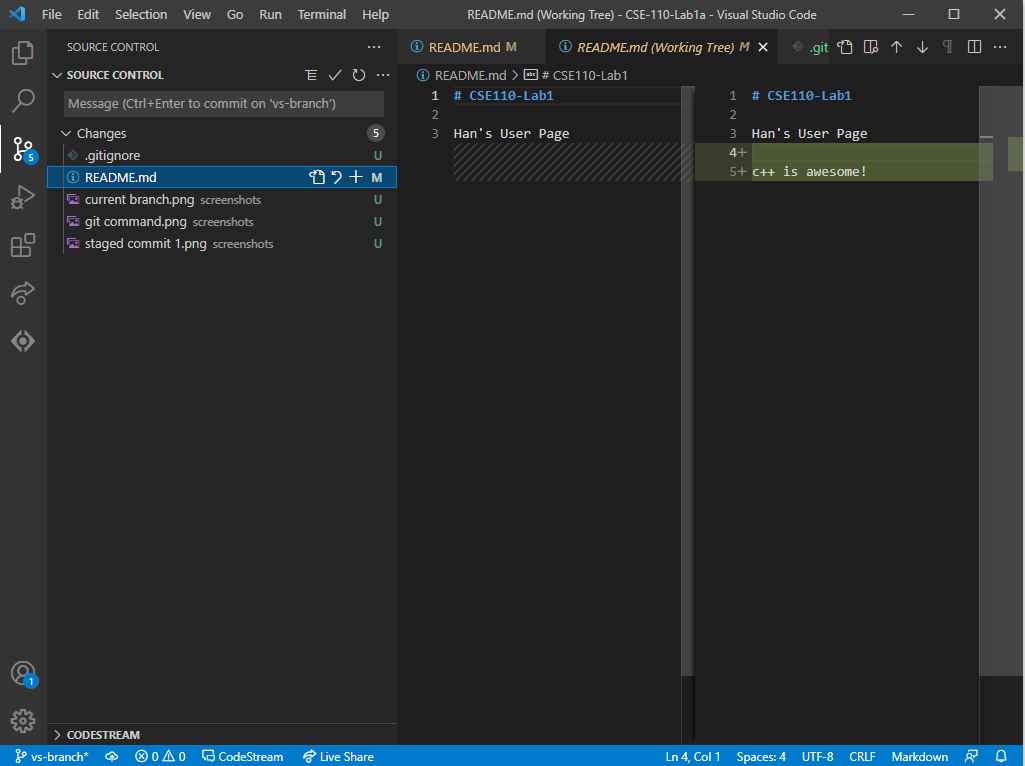 File Edit Selection View Go Run Terminal Help README.md (Working Tree) - CSE-110-Lab1a - Visual Studio Code
SOURCE CONTROL
README.md M README.md (Working Tree) M .git
SOURCE CONTROL
README.md # CSE110-Lab1
Message (Ctrl+Enter to commit on 'vs-branch')
Changes 5
.gitignore U
README.md M
current branch.png screenshots U
git command.png screenshots U
staged commit 1.png screenshots U
5
1
1 # CSE110-Lab1
2
3 Han's User Page
1 # CSE110-Lab1
2
3 Han's User Page
4+
5+ c++ is awesome!
CODESTREAM
vs-branch* 0 0 CodeStream Live Share Ln 4, Col 1 Spaces: 4 UTF-8 CRLF Markdown